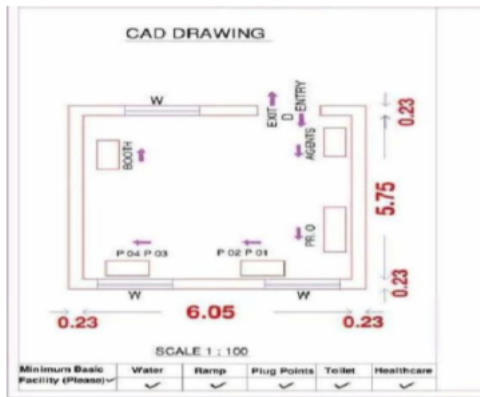 CAD DRAWING
W
EXIT
D
ENTRY
0.23
BOOTH
AGENTS
5.75
PR.O
P 04 P 03
P 02 P 01
W
W
0.23
0.23
6.05
0.23
SCALE 1 : 100
Minimum Basic Facility (Please)✓
Water
Ramp
Plug Points
Toilet
Healthcare
✓ ✓ ✓ ✓ ✓